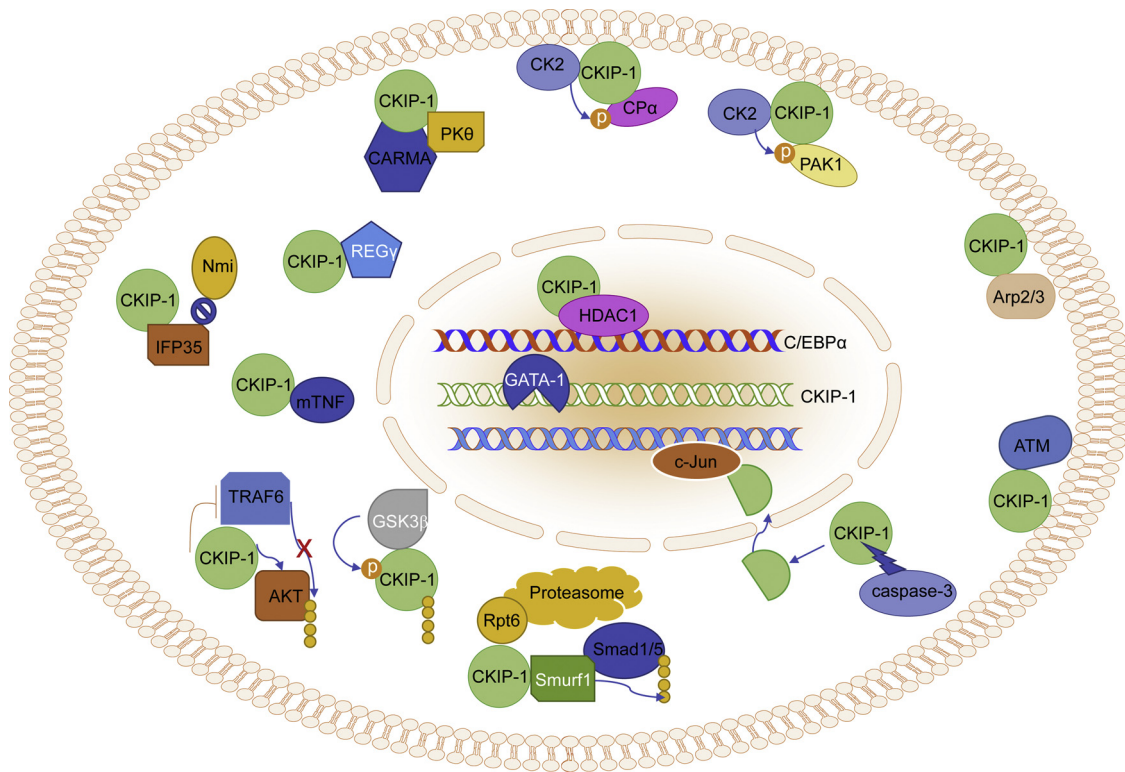 CK2
CKIP-1
CPα
p
CK2
CKIP-1
p
PAK1
CKIP-1
PKθ
CARMA
CKIP-1
REGγ
Nmi
CKIP-1
IFP35
CKIP-1
Arp2/3
CKIP-1
HDAC1
C/EBPα
GATA-1
CKIP-1
c-Jun
CKIP-1
mTNF
ATM
CKIP-1
TRAF6
CKIP-1
X
AKT
GSK3β
p
CKIP-1
CKIP-1
caspase-3
Proteasome
Rpt6
Smad1/5
CKIP-1
Smurf1